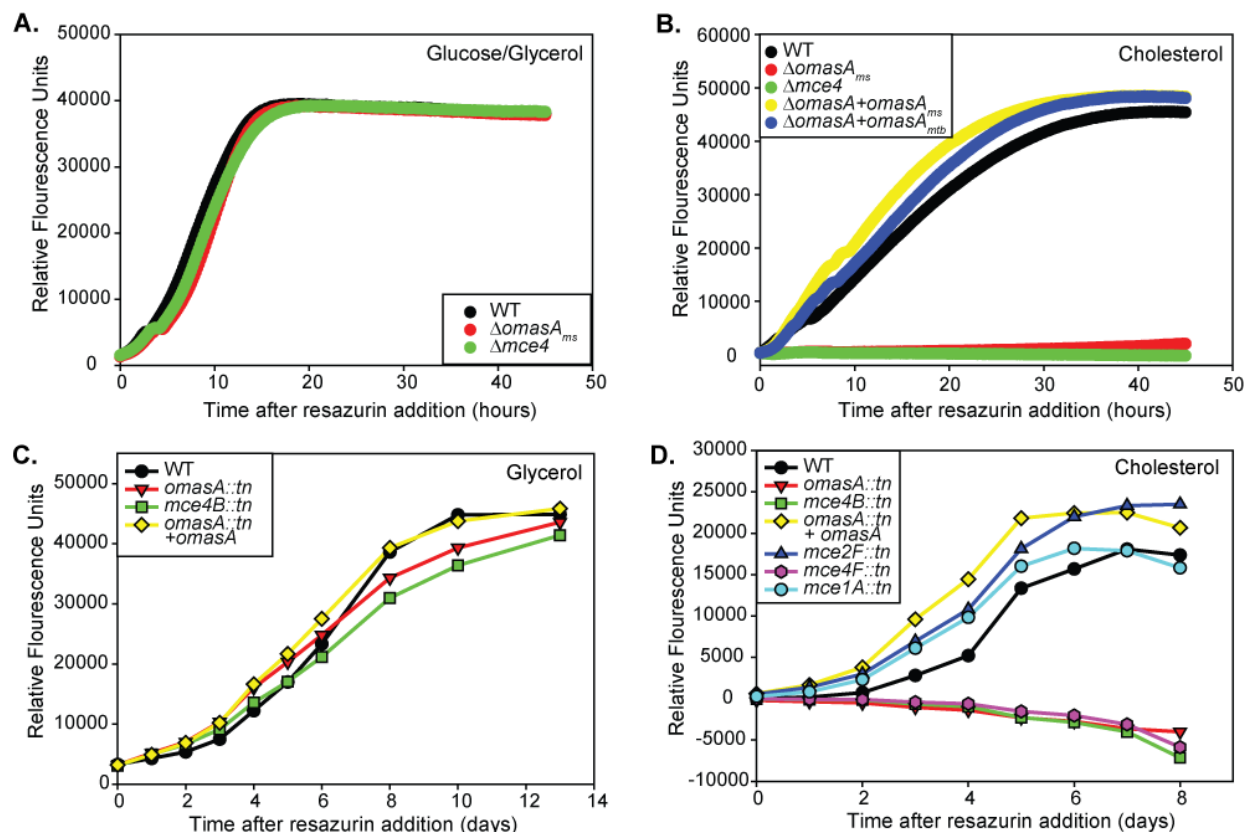 A.
Glucose/Glycerol
50000
40000
30000
20000
10000
0
Relative Flourescence Units
WT
ΔomasAms
Δmce4
0 10 20 30 40 50
Time after resazurin addition (hours)
B.
Cholesterol
60000
50000
40000
30000
20000
10000
0
Relative Flourescence Units
WT
ΔomasAms
Δmce4
ΔomasA+omasAms
ΔomasA+omasAmtb
0 10 20 30 40 50
Time after resazurin addition (hours)
C.
Glycerol
50000
40000
30000
20000
10000
0
Relative Flourescence Units
WT
omasA::tn
mce4B::tn
omasA::tn
+omasA
0 2 4 6 8 10 12 14
Time after resazurin addition (days)
D.
Cholesterol
30000
25000
20000
15000
10000
5000
0
-5000
-10000
Relative Flourescence Units
WT
omasA::tn
mce4B::tn
omasA::tn
+ omasA
mce2F::tn
mce4F::tn
mce1A::tn
0 2 4 6 8
Time after resazurin addition (days)